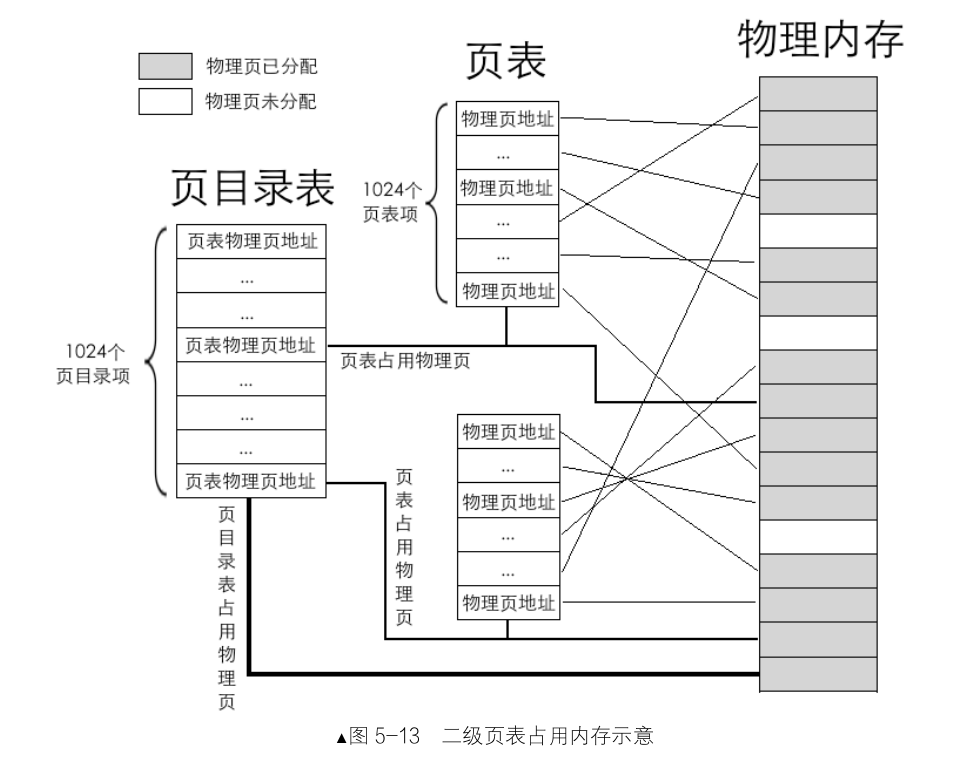 物理内存
页表
物理页已分配
物理页未分配
物理页地址
...
物理页地址
...
...
物理页地址
1024个
页表项
页目录表
页表物理页地址
...
...
页表物理页地址
...
...
...
页表物理页地址
1024个
页目录项
页表占用物理页
物理页地址
...
物理页地址
...
...
物理页地址
页表占用物理页
页目录表占用物理页
▲图 5-13 二级页表占用内存示意